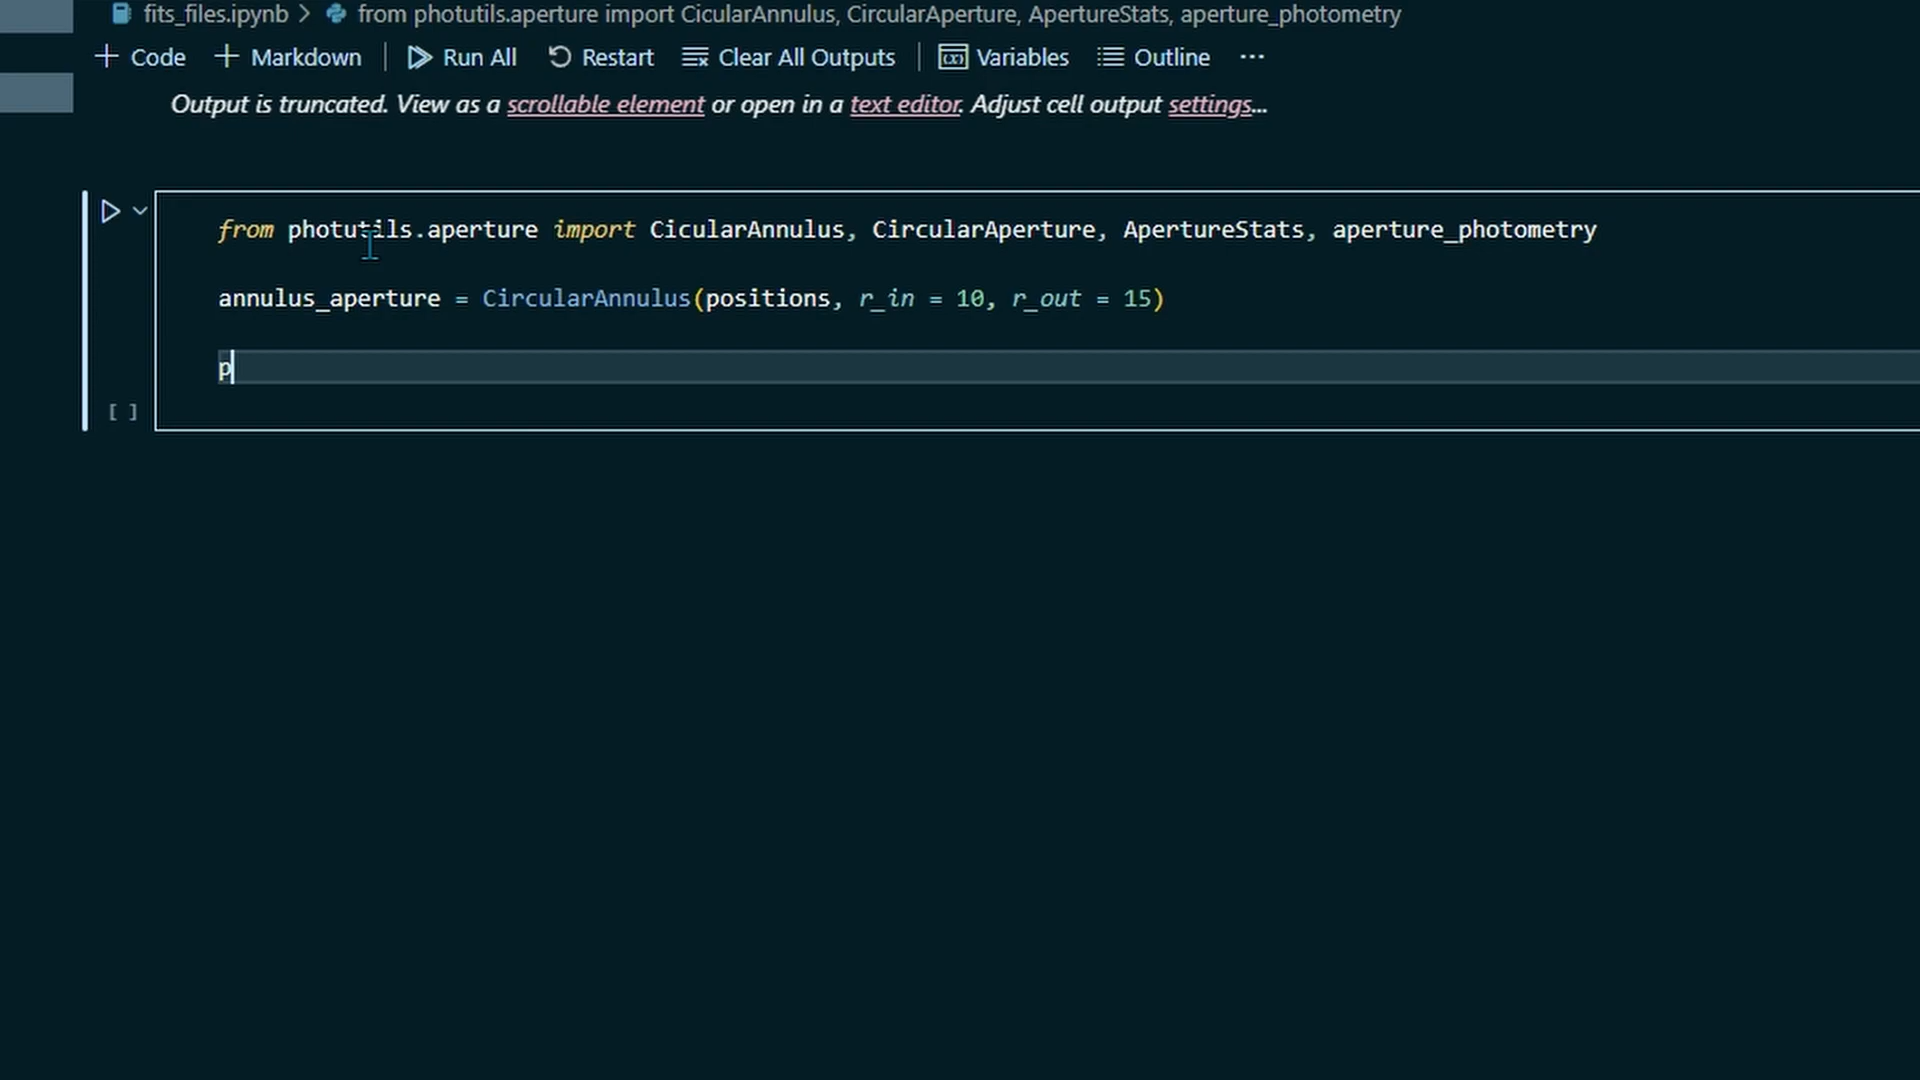 fits_files.ipynb > from photutils.aperture import CicularAnnulus, CircularAperture, ApertureStats, aperture_photometry
+ Code + Markdown | Run All Restart Clear All Outputs | Variables Outline ...
Output is truncated. View as a scrollable element or open in a text editor. Adjust cell output settings...
from photutils.aperture import CicularAnnulus, CircularAperture, ApertureStats, aperture_photometry
annulus_aperture = CircularAnnulus(positions, r_in = 10, r_out = 15)
p
[ ]